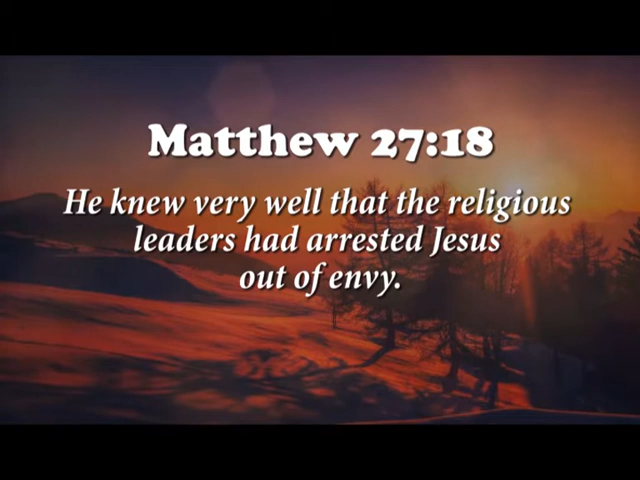 Matthew 27:18
He knew very well that the religious
leaders had arrested Jesus
out of envy.